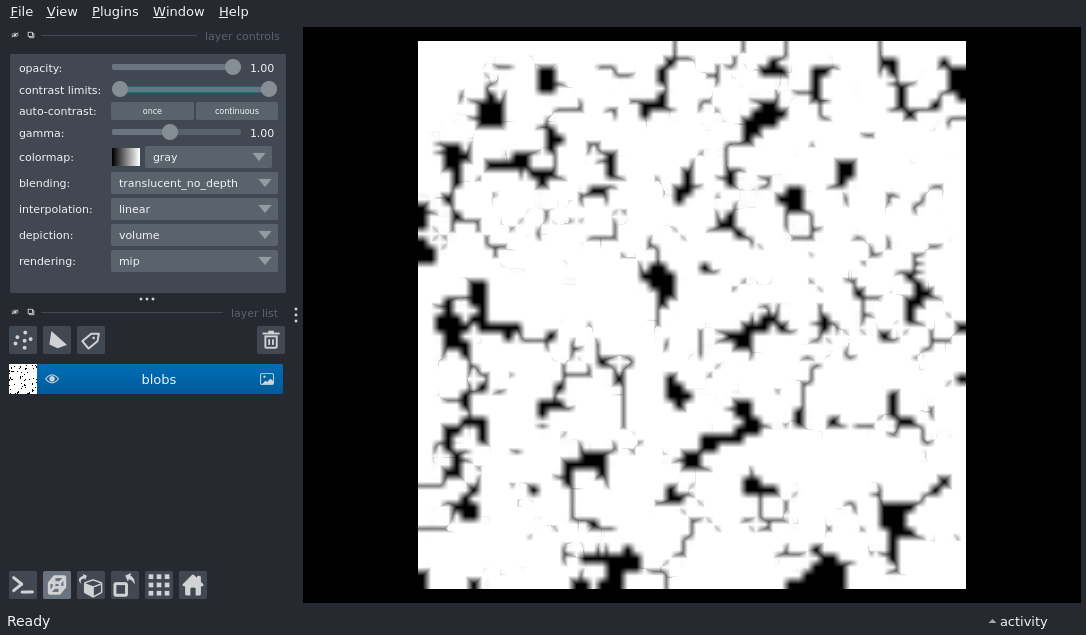 File View Plugins Window Help
layer controls
opacity: 1.00
contrast limits:
auto-contrast: once continuous
gamma: 1.00
colormap: gray
blending: translucent_no_depth
interpolation: linear
depiction: volume
rendering: mip
layer list
blobs
Ready activity